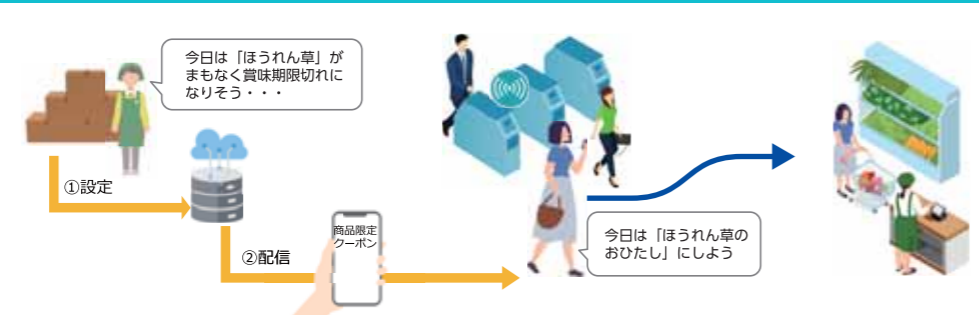 今日は「ほうれん草」が
まもなく賞味期限切れに
なりそう・・・
①設定
②配信
商品限定
クーポン
今日は「ほうれん草の
おひたし」にしよう